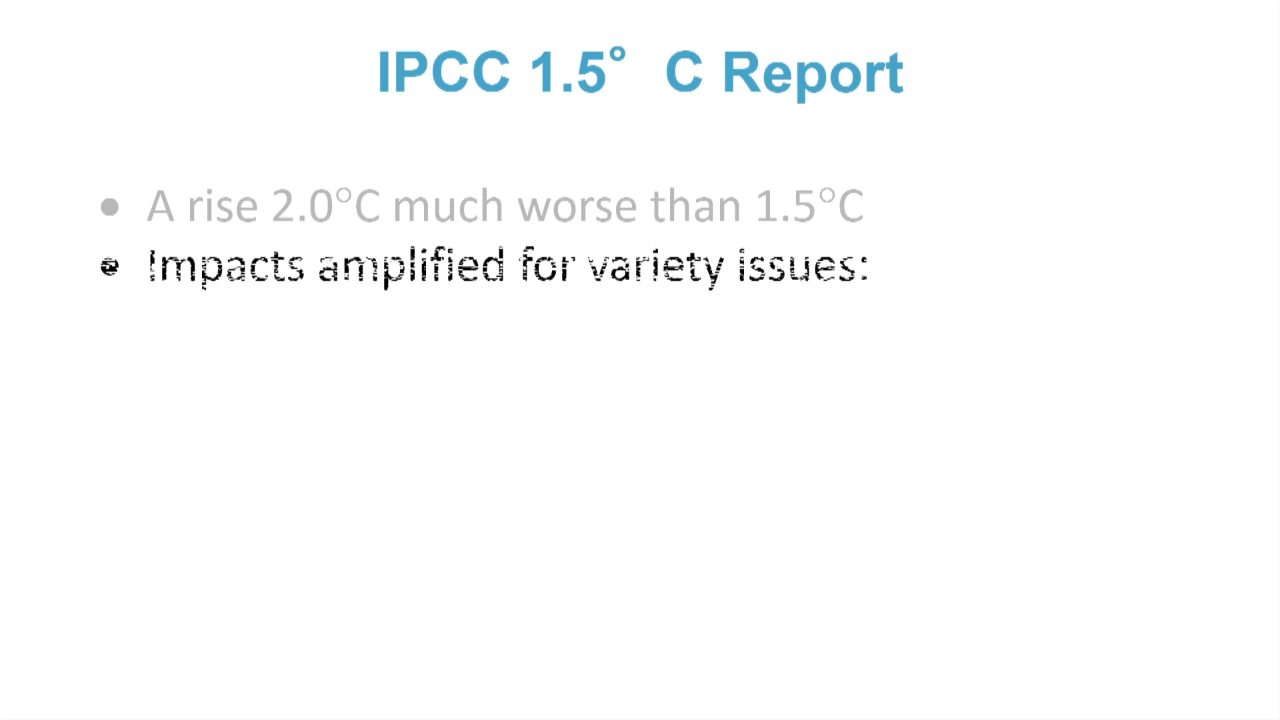 IPCC 1.5° C Report
• A rise 2.0°C much worse than 1.5°C
• Impacts amplified for variety issues: